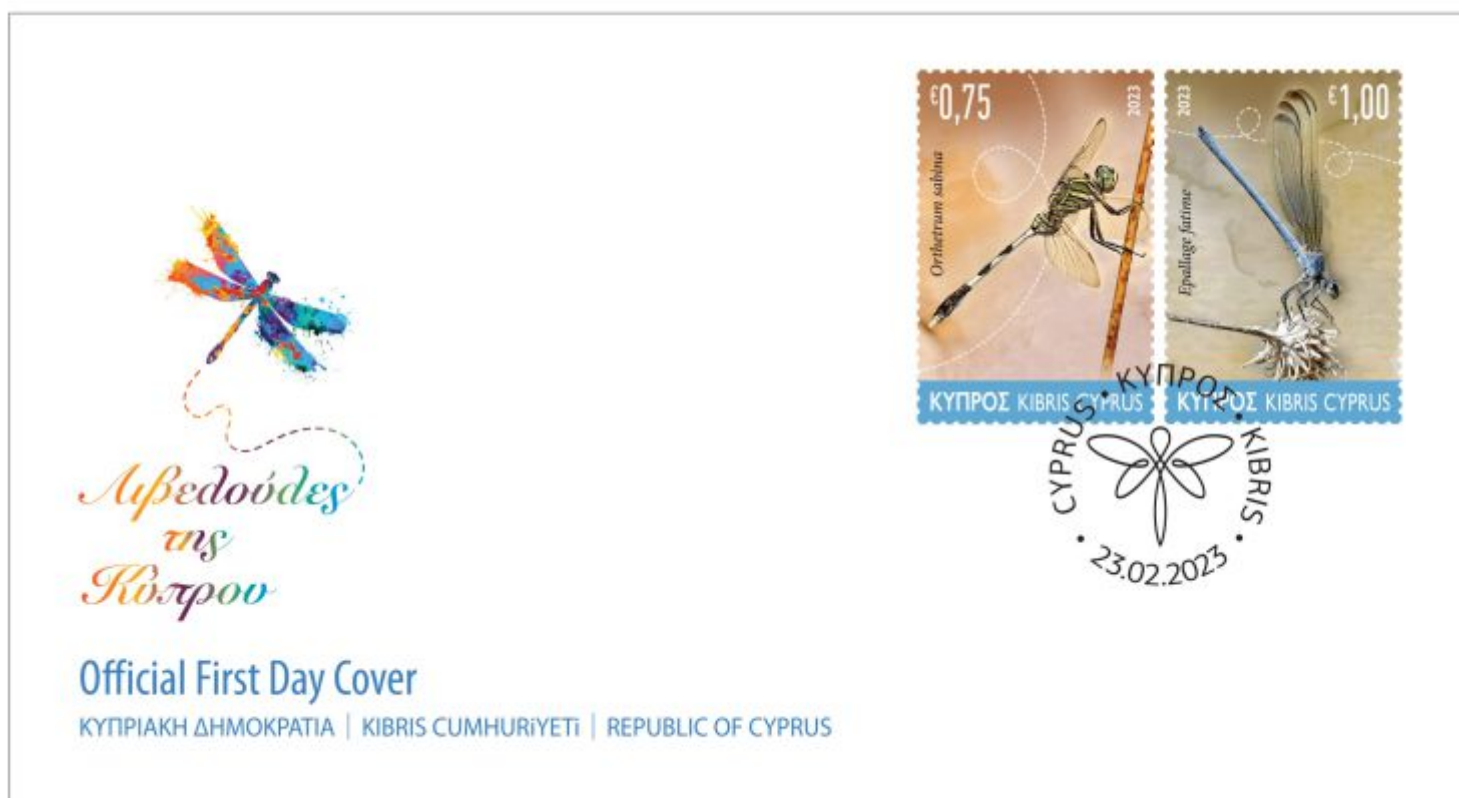 €0,75
2023
Orthetrum sabina
ΚΥΠΡΟΣ KIBRIS CYPRUS
2023
€1,00
Epallage fatime
ΚΥΠΡΟΣ KIBRIS CYPRUS
CYPRUS • ΚΥΠΡΟΣ • KIBRIS
• 23.02.2023 •
Λιβελούλες
της
Κύπρου
Official First Day Cover
ΚΥΠΡΙΑΚΗ ΔΗΜΟΚΡΑΤΙΑ | KIBRIS CUMHURiYETi | REPUBLIC OF CYPRUS